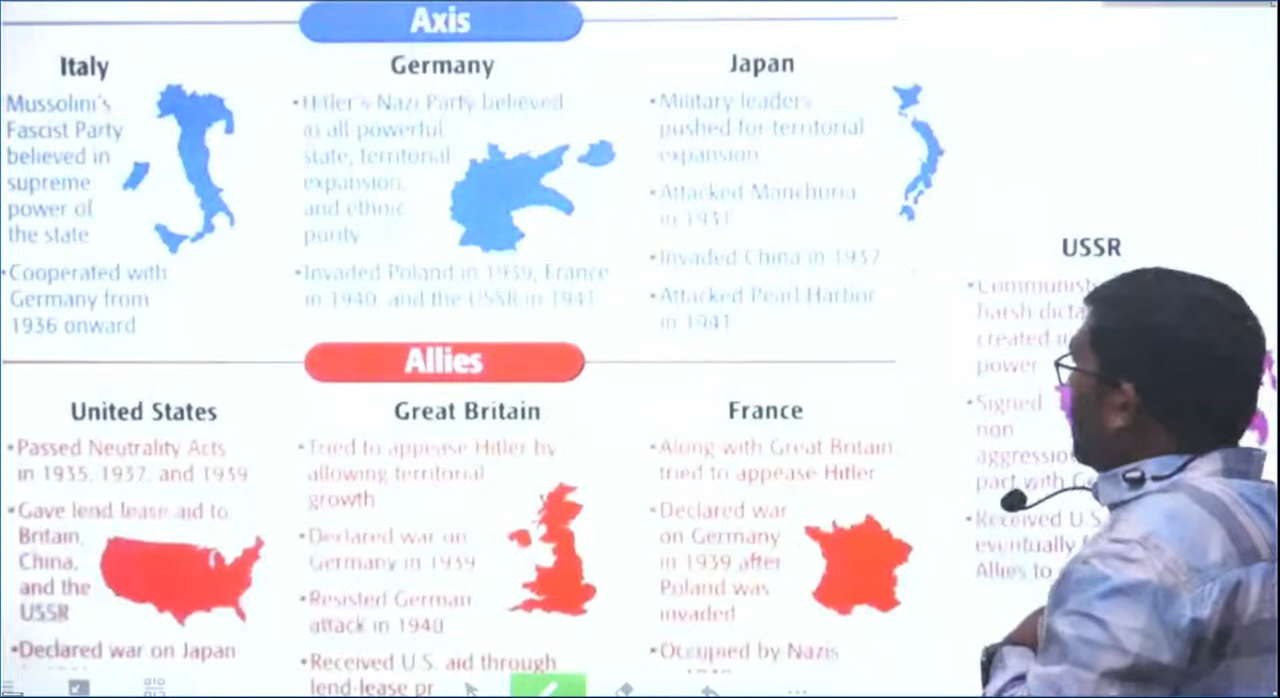 Axis
Italy
Mussolini's
Fascist Party
believed in
supreme
power of
the state
•Cooperated with
Germany from
1936 onward
Germany
•Hitler's Nazi Party believed
in all-powerful
state, territorial
expansion,
and ethnic
purity
•Invaded Poland in 1939, France
in 1940, and the USSR in 1941
Japan
•Military leaders
pushed for territorial
expansion
•Attacked Manchuria
in 1931
•Invaded China in 1937
•Attacked Pearl Harbor
in 1941
Allies
United States
•Passed Neutrality Acts
in 1935, 1937, and 1939
•Gave lend lease aid to
Britain,
China,
and the
USSR
•Declared war on Japan
Great Britain
•Tried to appease Hitler by
allowing territorial
growth
•Declared war on
Germany in 1939
•Resisted German
attack in 1940
•Received U.S. aid through
lend-lease pr
France
•Along with Great Britain
tried to appease Hitler
•Declared war
on Germany
in 1939 after
Poland was
invaded
•Occupied by Nazis
USSR
•Communist
harsh dicta
created
power
•Signed
non
aggressio
pact with G
•Received U.S
eventually
Allies to